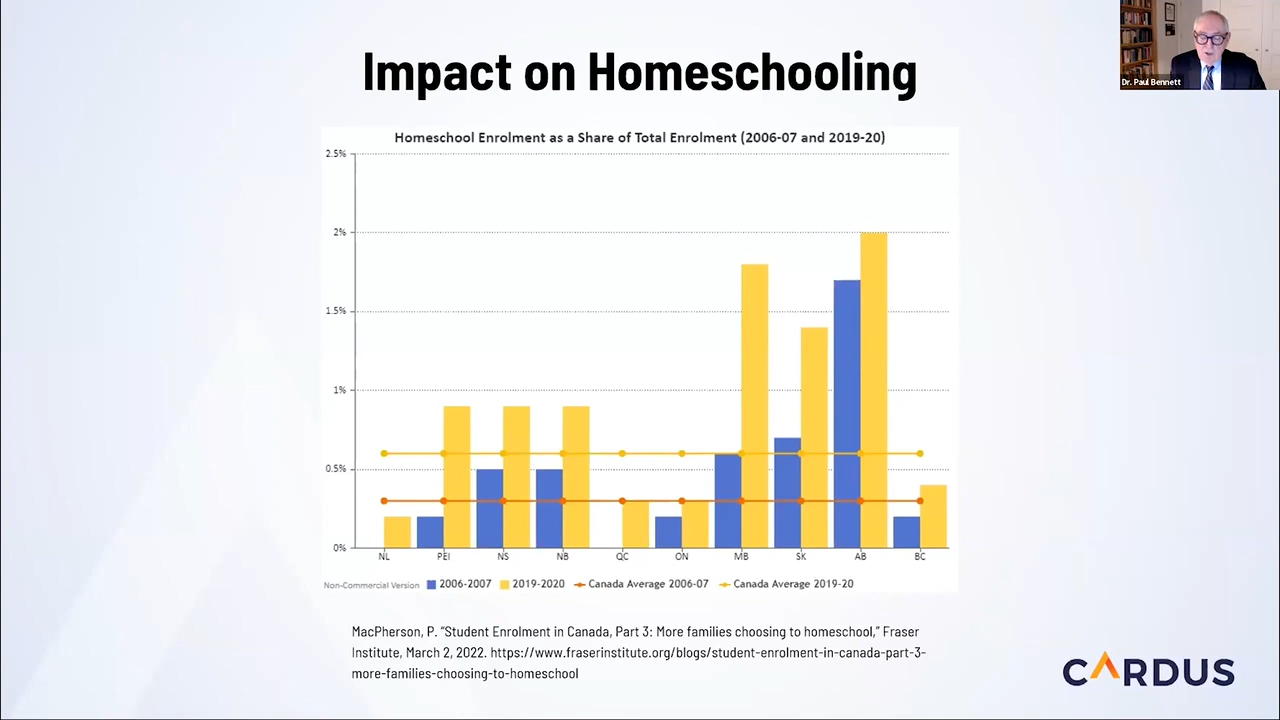 Impact on Homeschooling
Dr. Paul Bennett
Homeschool Enrolment as a Share of Total Enrolment (2006-07 and 2019-20)
2.5%
2%
1.5%
1%
0.5%
0%
NL PEI NS NB QC ON MB SK AB BC
Non-Commercial Version 2006-2007 2019-2020 Canada Average 2006-07 Canada Average 2019-20
MacPherson, P. “Student Enrolment in Canada, Part 3: More families choosing to homeschool,” Fraser
Institute, March 2, 2022. https://www.fraserinstitute.org/blogs/student-enrolment-in-canada-part-3-
more-families-choosing-to-homeschool
CARDUS